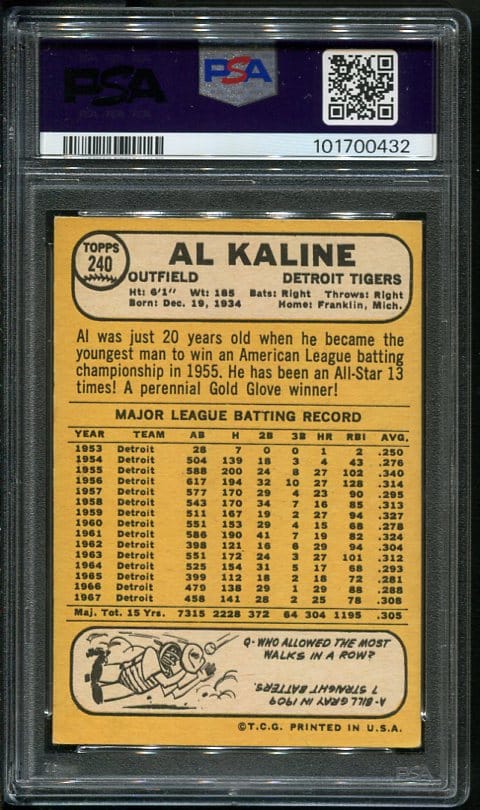 PSA PSA
101700432
TOPPS
240
AL KALINE
OUTFIELD DETROIT TIGERS
Ht: 6'1" Wt: 185 Bats: Right Throws: Right
Born: Dec. 19, 1934 Home: Franklin, Mich.
Al was just 20 years old when he became the
youngest man to win an American League batting
championship in 1955. He has been an All-Star 13
times! A perennial Gold Glove winner!
MAJOR LEAGUE BATTING RECORD
YEAR TEAM AB H 2B 3B HR RBI AVG.
1953 Detroit 28 7 0 0 1 2 .250
1954 Detroit 504 139 18 3 4 43 .276
1955 Detroit 588 200 24 8 27 102 .340
1956 Detroit 617 194 32 10 27 128 .314
1957 Detroit 577 170 29 4 23 90 .295
1958 Detroit 543 170 34 7 16 85 .313
1959 Detroit 511 167 19 2 27 94 .327
1960 Detroit 551 153 29 4 15 68 .278
1961 Detroit 586 190 41 7 19 82 .324
1962 Detroit 398 121 16 6 29 94 .304
1963 Detroit 551 172 24 3 27 101 .312
1964 Detroit 525 154 31 5 17 68 .293
1965 Detroit 399 112 18 2 18 72 .281
1966 Detroit 479 138 29 1 29 88 .288
1967 Detroit 458 141 28 2 25 78 .308
Maj. Tot. 15 Yrs. 7315 2228 372 64 304 1195 .305
Q- WHO ALLOWED THE MOST
WALKS IN A ROW?
A- BILL GRAY IN 1909
7 STRAIGHT BATTERS.
©T.C.G. PRINTED IN U.S.A.
PSA